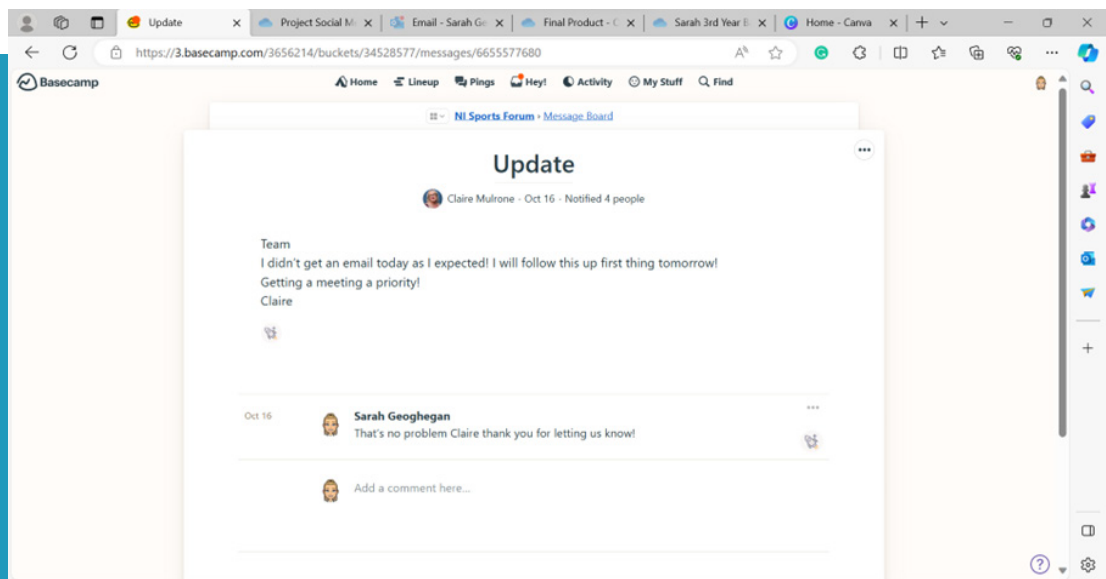 Update
Project Social M
Email - Sarah Ge
Final Product - C
Sarah 3rd Year B
Home - Canva
https://3.basecamp.com/3656214/buckets/34528577/messages/6655577680
Basecamp
Home
Lineup
Pings
Hey!
Activity
My Stuff
Find
NI Sports Forum › Message Board
Update
Claire Mulrone · Oct 16 · Notified 4 people
Team
I didn't get an email today as I expected! I will follow this up first thing tomorrow!
Getting a meeting a priority!
Claire
Oct 16
Sarah Geoghegan
That's no problem Claire thank you for letting us know!
Add a comment here...